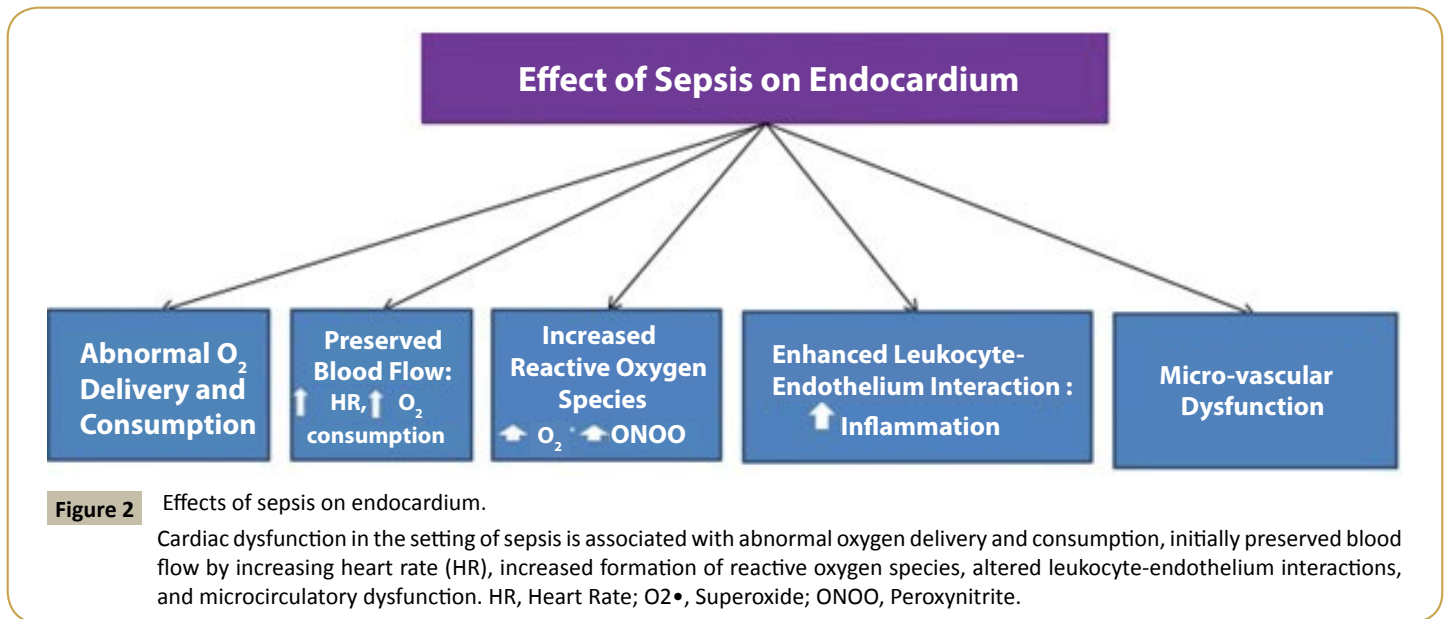 Effect of Sepsis on Endocardium
Abnormal O₂
Delivery and
Consumption
Preserved
Blood Flow:
HR, O₂
consumption
Increased
Reactive Oxygen
Species
O₂˙ ONOO
Enhanced Leukocyte-
Endothelium Interaction :
Inflammation
Micro-vascular
Dysfunction
Figure 2 Effects of sepsis on endocardium.
Cardiac dysfunction in the setting of sepsis is associated with abnormal oxygen delivery and consumption, initially preserved blood
flow by increasing heart rate (HR), increased formation of reactive oxygen species, altered leukocyte-endothelium interactions,
and microcirculatory dysfunction. HR, Heart Rate; O2•, Superoxide; ONOO, Peroxynitrite.